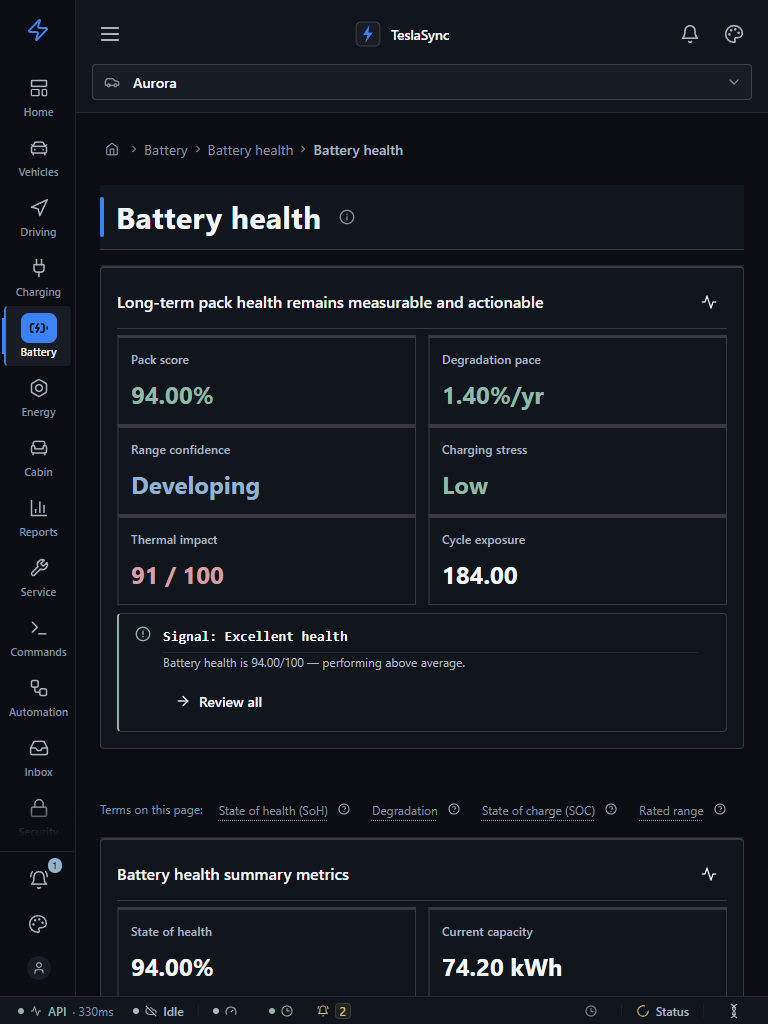 TeslaSync
Aurora
Home
Vehicles
Driving
Charging
Battery
Energy
Cabin
Reports
Service
Commands
Automation
Inbox
Security
1
Battery > Battery health > Battery health
Battery health
Long-term pack health remains measurable and actionable
Pack score
94.00%
Degradation pace
1.40%/yr
Range confidence
Developing
Charging stress
Low
Thermal impact
91 / 100
Cycle exposure
184.00
Signal: Excellent health
Battery health is 94.00/100 — performing above average.
Review all
Terms on this page: State of health (SoH) Degradation State of charge (SOC) Rated range
Battery health summary metrics
State of health
94.00%
Current capacity
74.20 kWh
API · 330ms Idle 2 Status